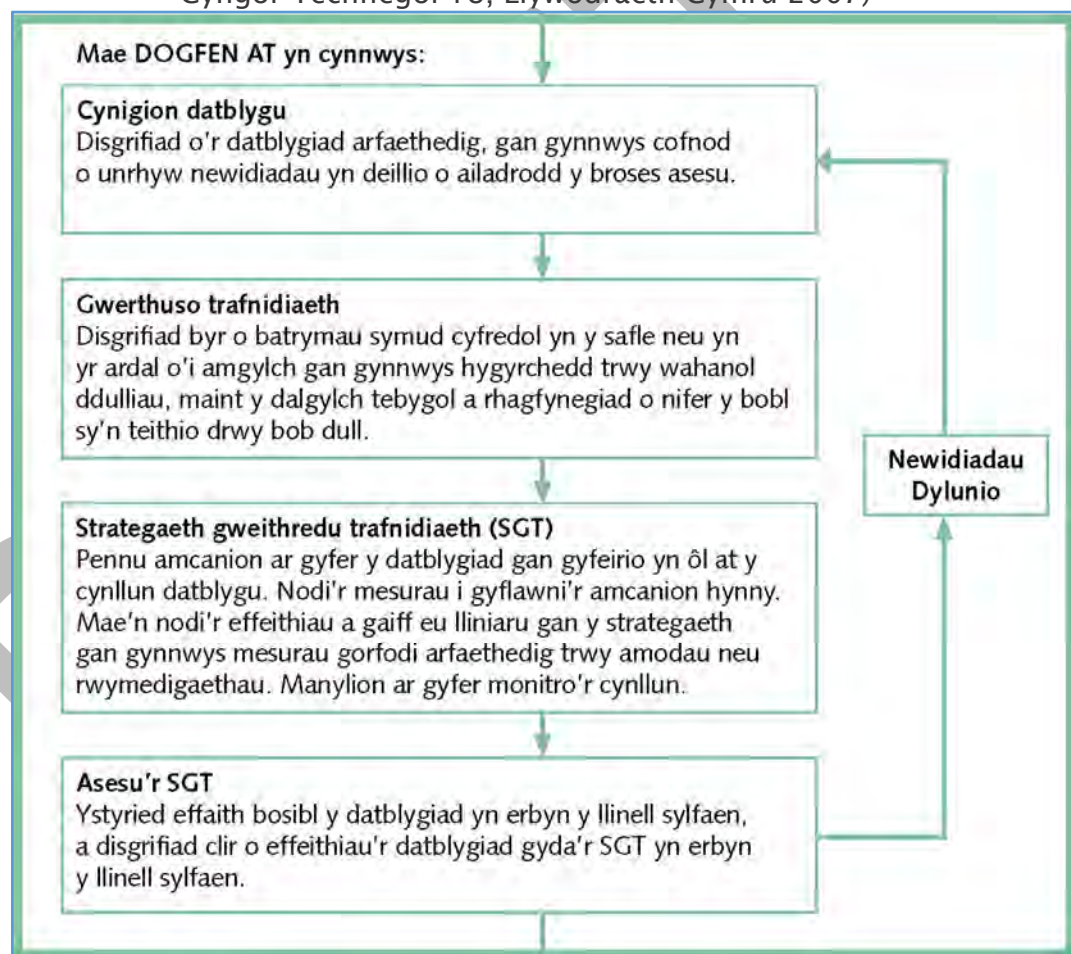 Cyngor Technegol 18, Llywodraeth Cymru 2007)
Mae DOGFEN AT yn cynnwys:
Cynigion datblygu
Disgrifiad o'r datblygiad arfaethedig, gan gynnwys cofnod
o unrhyw newidiadau yn deillio o ailadrodd y broses asesu.
Gwerthuso trafnidiaeth
Disgrifiad byr o batrymau symud cyfredol yn y safle neu yn
yr ardal o'i amgylch gan gynnwys hygyrchedd trwy wahanol
ddulliau, maint y dalgylch tebygol a rhagfynegiad o nifer y bobl
sy'n teithio drwy bob dull.
Strategaeth gweithredu trafnidiaeth (SGT)
Pennu amcanion ar gyfer y datblygiad gan gyfeirio yn ôl at y
cynllun datblygu. Nodi'r mesurau i gyflawni'r amcanion hynny.
Mae'n nodi'r effeithiau a gaiff eu lliniaru gan y strategaeth
gan gynnwys mesurau gorfodi arfaethedig trwy amodau neu
rwymedigaethau. Manylion ar gyfer monitro'r cynllun.
Asesu'r SGT
Ystyried effaith bosibl y datblygiad yn erbyn y llinell sylfaen,
a disgrifiad clir o effeithiau'r datblygiad gyda'r SGT yn erbyn
y llinell sylfaen.
Newidiadau
Dylunio